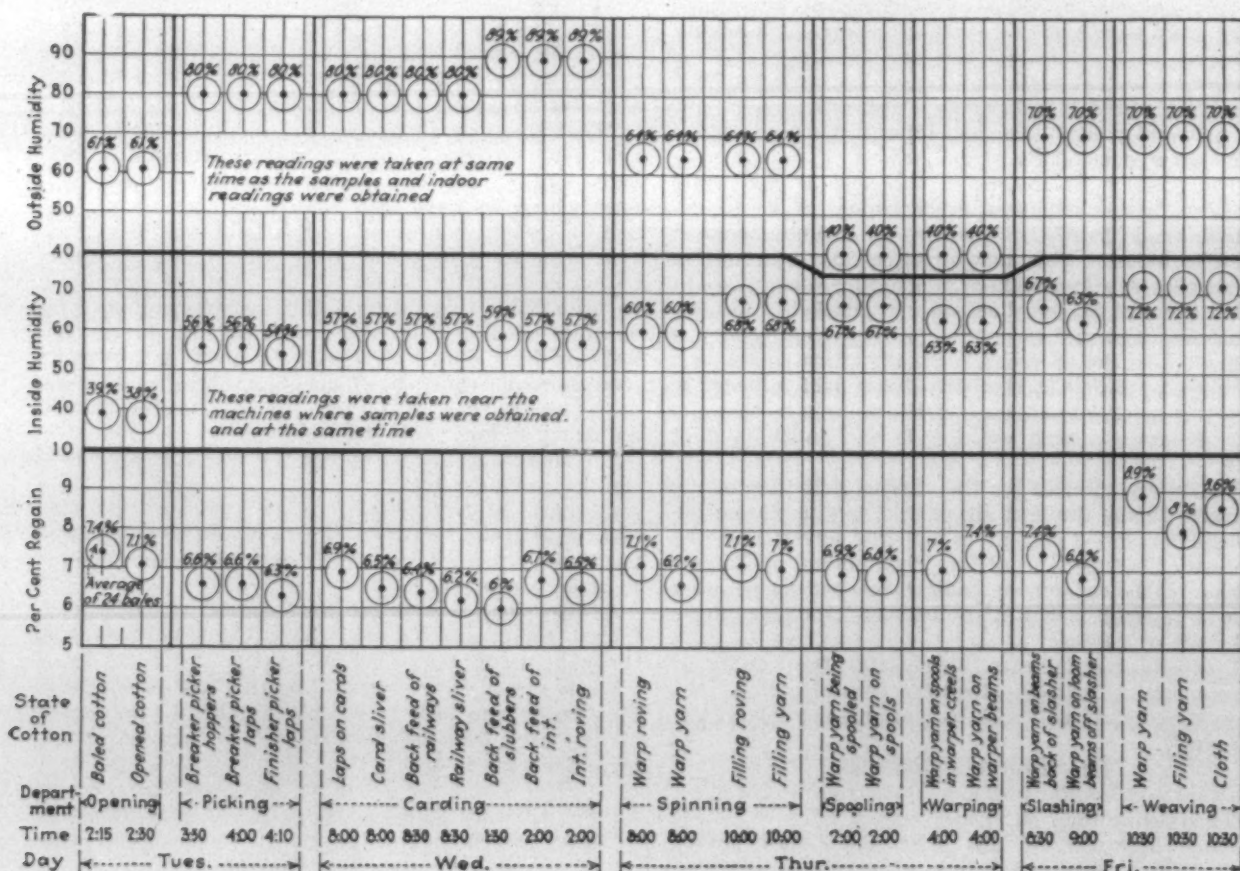 Outside Humidity
90
80
70
60
50
40
Inside Humidity
70
60
50
40
10
Per Cent Regain
9
8
7
6
5
61% 61% 80% 80% 80% 80% 80% 80% 80% 89% 89% 89% 64% 64% 64% 64% 40% 40% 40% 40% 70% 70% 70% 70% 70%
These readings were taken at same
time as the samples and indoor
readings were obtained
39% 38% 56% 56% 54% 57% 57% 57% 57% 59% 57% 57% 60% 60% 68% 68% 67% 67% 63% 63% 67% 63% 72% 72% 72%
These readings were taken near the
machines where samples were obtained.
and at the same time
7.4% 7.1% 6.6% 6.6% 6.3% 6.9% 6.5% 6.4% 6.2% 6% 6.7% 6.5% 7.1% 6.2% 7.1% 7% 6.9% 6.8% 7% 7.4% 7.4% 6.8% 8.9% 8% 8.6%
Average
of 24 bales
State
of
Cotton
Baled cotton
Opened cotton
Breaker picker
hoppers
Breaker picker
laps
Finisher picker
laps
Laps on cards
Card sliver
Back feed of
railways
Railway sliver
Back feed of
slubbers
Back feed of
int.
Int. roving
Warp roving
Warp yarn
Filling roving
Filling yarn
Warp yarn being
spooled
Warp yarn on
spools
Warp yarn on spools
in warper creels
Warp yarn on
warper beams
Warp yarn on beams
back of slasher
Warp yarn on loom
beams off slasher
Warp yarn
Filling yarn
Cloth
Depart-
ment
Opening Picking Carding Spinning Spooling Warping Slashing Weaving
Time 2:15 2:30 3:50 4:00 4:10 8:00 8:00 8:30 8:30 1:30 2:00 2:00 8:00 8:00 10:00 10:00 2:00 2:00 4:00 4:00 8:30 9:00 10:30 10:30 10:30
Day Tues. Wed. Thur. Fri.